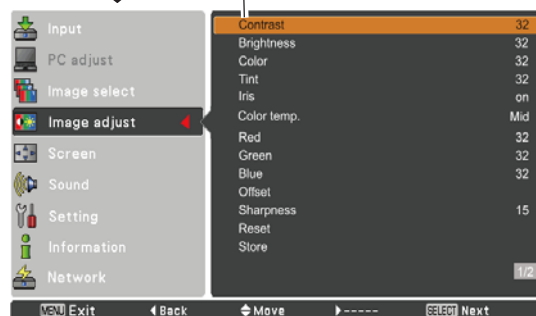 Input
PC adjust
Image select
Image adjust
Screen
Sound
Setting
Information
Network
Contrast 32
Brightness 32
Color 32
Tint 32
Iris on
Color temp. Mid
Red 32
Green 32
Blue 32
Offset
Sharpness 15
Reset
Store
1/2
MENU Exit ◀Back ◆Move ▶----- SELECT Next